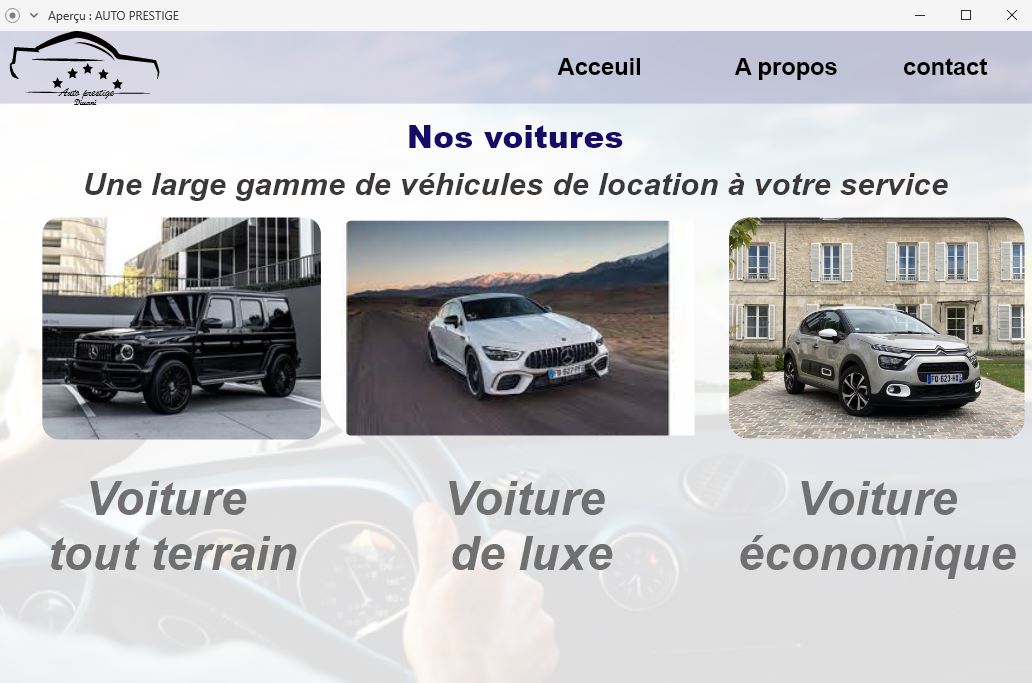 Aperçu : AUTO PRESTIGE
Auto prestige
Acceuil
A propos
contact
Nos voitures
Une large gamme de véhicules de location à votre service
5
Voiture
tout terrain
Voiture
de luxe
Voiture
économique